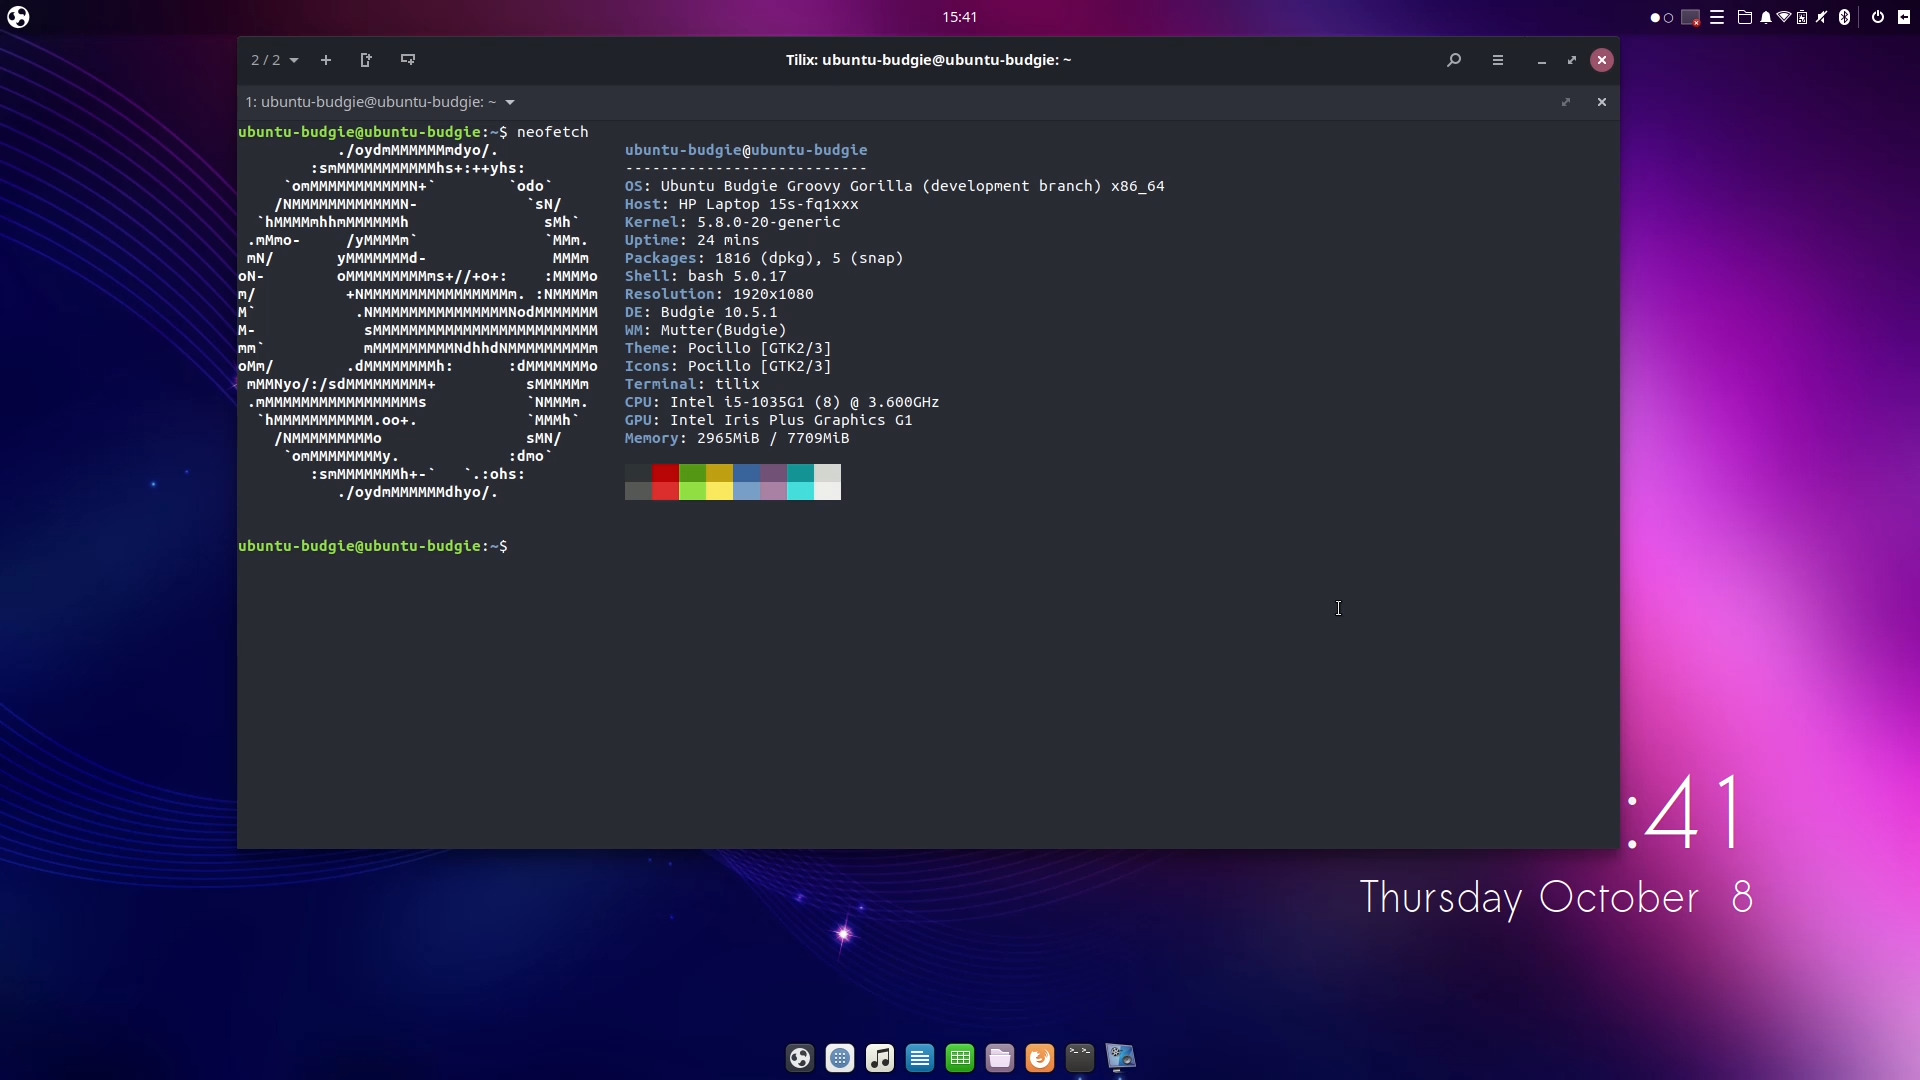 15:41
2 / 2
Tilix: ubuntu-budgie@ubuntu-budgie: ~
1: ubuntu-budgie@ubuntu-budgie: ~
ubuntu-budgie@ubuntu-budgie:~$ neofetch
./oydmMMMMMMmdyo/. ubuntu-budgie@ubuntu-budgie
:smMMMMMMMMMMMhs+:++yhs: ---------------------------
`omMMMMMMMMMMMN+` `odo` OS: Ubuntu Budgie Groovy Gorilla (development branch) x86_64
/NMMMMMMMMMMMMN- `sN/ Host: HP Laptop 15s-fq1xxx
`hMMMMmhhmMMMMMMh sMh` Kernel: 5.8.0-20-generic
.mMmo- /yMMMMm` `MMm. Uptime: 24 mins
mN/ yMMMMMMMd- MMMm Packages: 1816 (dpkg), 5 (snap)
oN- oMMMMMMMMMms+//+o+: :MMMMo Shell: bash 5.0.17
m/ +NMMMMMMMMMMMMMMMMm. :NMMMMm Resolution: 1920x1080
M` .NMMMMMMMMMMMMMMMNodMMMMMMM DE: Budgie 10.5.1
M- sMMMMMMMMMMMMMMMMMMMMMMMMM WM: Mutter(Budgie)
mm` mMMMMMMMMMNdhhdNMMMMMMMMMm Theme: Pocillo [GTK2/3]
oMm/ .dMMMMMMMMh: :dMMMMMMMo Icons: Pocillo [GTK2/3]
mMMNyo/:/sdMMMMMMMMM+ sMMMMMm Terminal: tilix
.mMMMMMMMMMMMMMMMMMs `NMMMm. CPU: Intel i5-1035G1 (8) @ 3.600GHz
`hMMMMMMMMMMM.oo+. `MMMh` GPU: Intel Iris Plus Graphics G1
/NMMMMMMMMMo sMN/ Memory: 2965MiB / 7709MiB
`omMMMMMMMMy. :dmo`
:smMMMMMMMh+-` `.:ohs:
./oydmMMMMMMdhyo/.
ubuntu-budgie@ubuntu-budgie:~$
:41
Thursday October 8